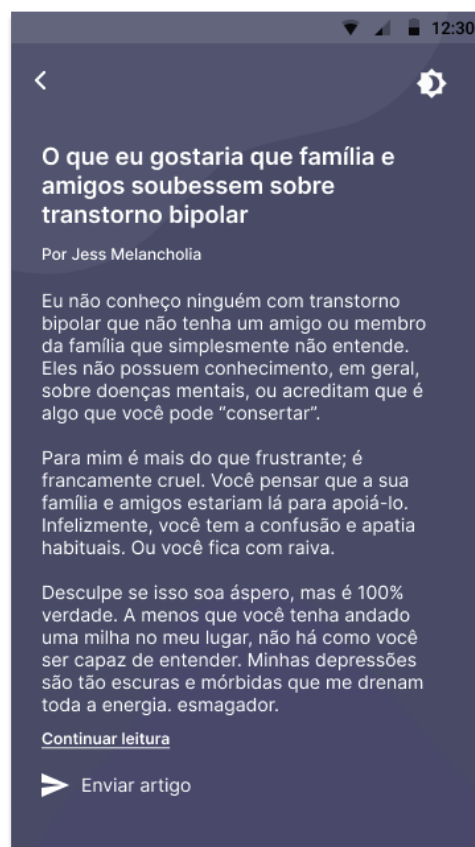 12:30
O que eu gostaria que família e
amigos soubessem sobre
transtorno bipolar
Por Jess Melancholia
Eu não conheço ninguém com transtorno
bipolar que não tenha um amigo ou membro
da família que simplesmente não entende.
Eles não possuem conhecimento, em geral,
sobre doenças mentais, ou acreditam que é
algo que você pode “consertar”.
Para mim é mais do que frustrante; é
francamente cruel. Você pensar que a sua
família e amigos estariam lá para apoiá-lo.
Infelizmente, você tem a confusão e apatia
habituais. Ou você fica com raiva.
Desculpe se isso soa áspero, mas é 100%
verdade. A menos que você tenha andado
uma milha no meu lugar, não há como você
ser capaz de entender. Minhas depressões
são tão escuras e mórbidas que me drenam
toda a energia. esmagador.
Continuar leitura
Enviar artigo